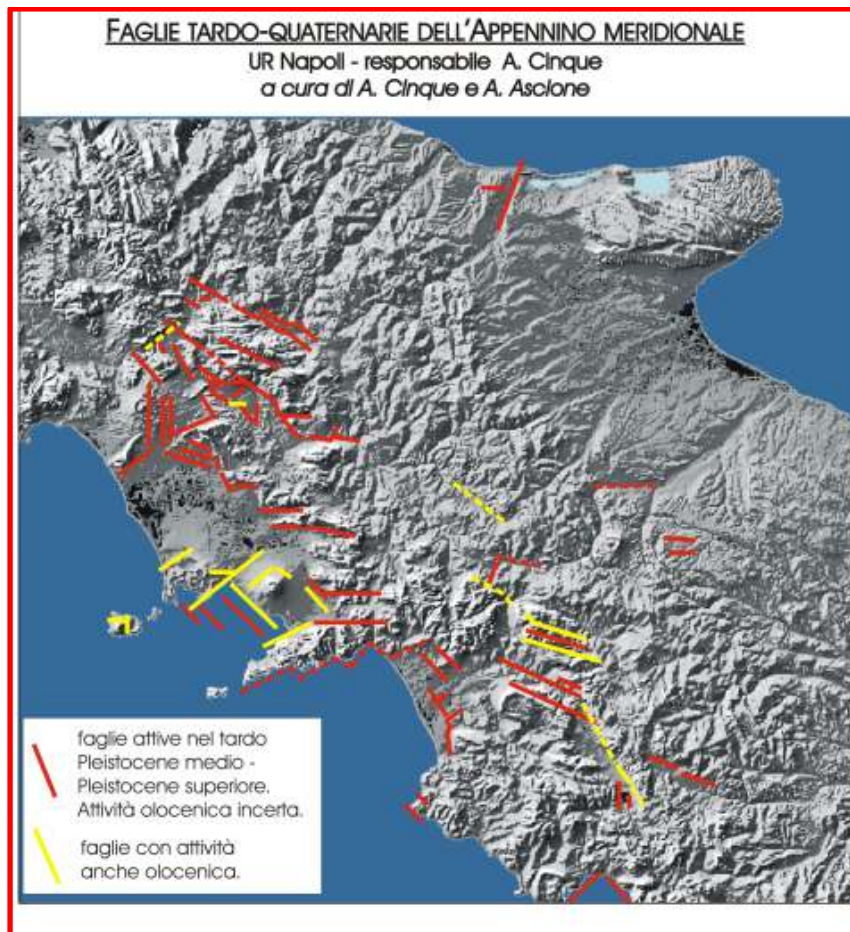 FAGLIE TARDO-QUATERNARIE DELL'APPENNINO MERIDIONALE
UR Napoli - responsabile A. Cinque
a cura di A. Cinque e A. Ascione
faglie attive nel tardo
Pleistocene medio -
Pleistocene superiore.
Attività olocenica incerta.
faglie con attività
anche olocenica.